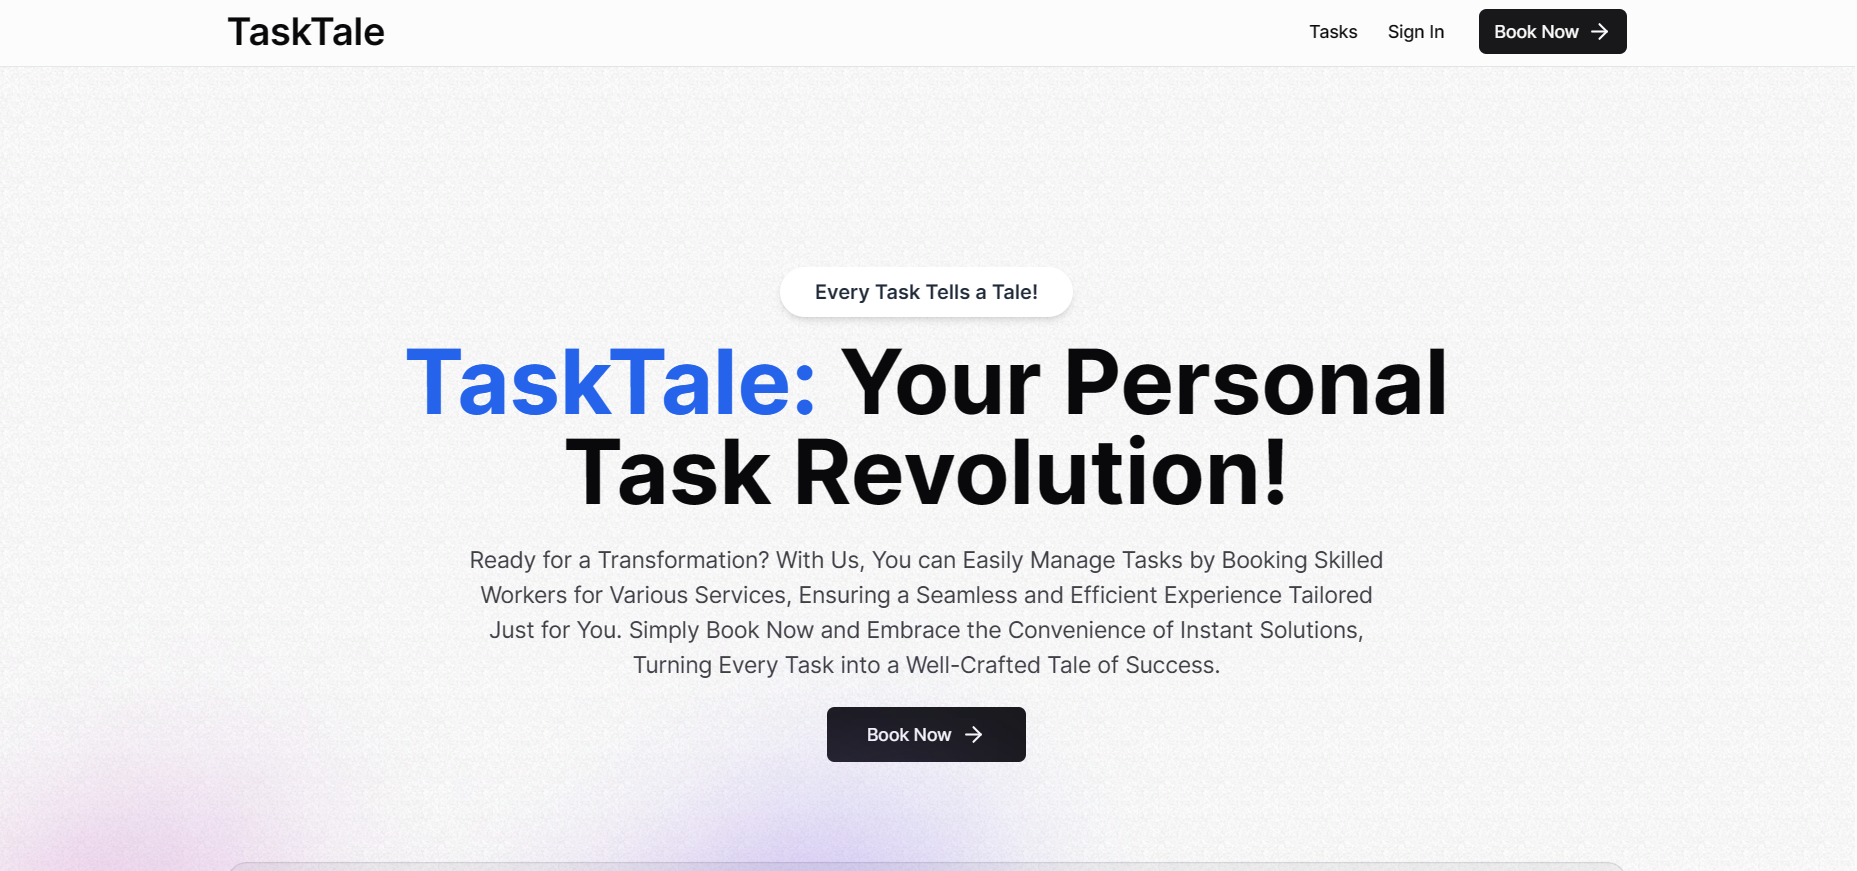 TaskTale
Tasks
Sign In
Book Now
Every Task Tells a Tale!
TaskTale: Your Personal
Task Revolution!
Ready for a Transformation? With Us, You can Easily Manage Tasks by Booking Skilled
Workers for Various Services, Ensuring a Seamless and Efficient Experience Tailored
Just for You. Simply Book Now and Embrace the Convenience of Instant Solutions,
Turning Every Task into a Well-Crafted Tale of Success.
Book Now